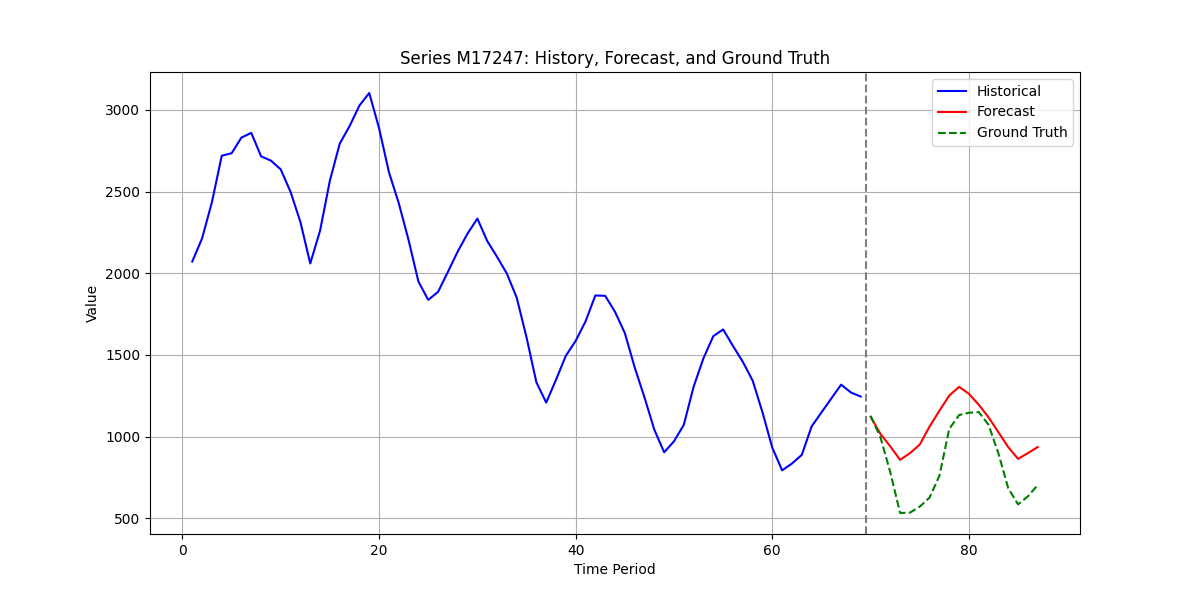 Series M17247: History, Forecast, and Ground Truth
Historical
Forecast
Ground Truth
3000
2500
2000
1500
1000
500
Value
0 20 40 60 80
Time Period